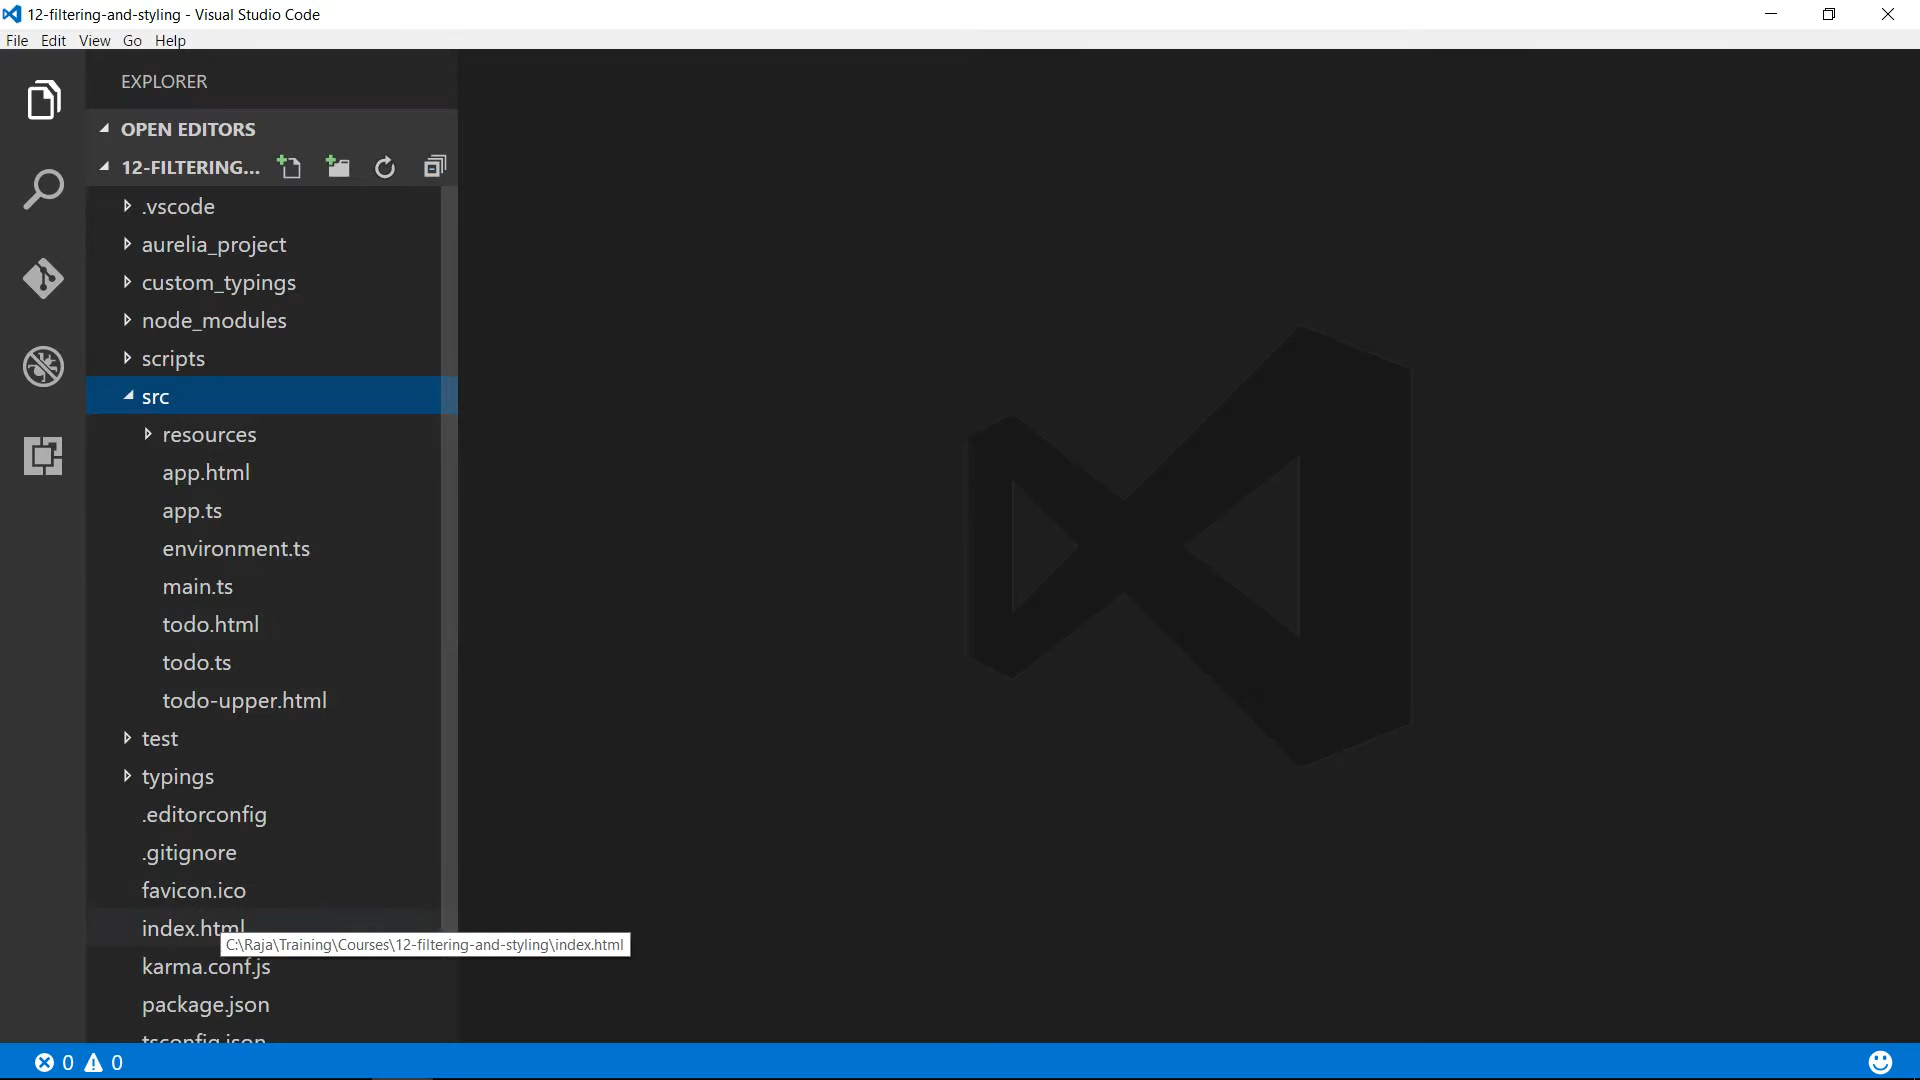 12-filtering-and-styling - Visual Studio Code
File Edit View Go Help
EXPLORER
OPEN EDITORS
12-FILTERING...
.vscode
aurelia_project
custom_typings
node_modules
scripts
src
resources
app.html
app.ts
environment.ts
main.ts
todo.html
todo.ts
todo-upper.html
test
typings
.editorconfig
.gitignore
favicon.ico
index.html
C:\Raja\Training\Courses\12-filtering-and-styling\index.html
karma.conf.js
package.json
tsconfig.json
0 0